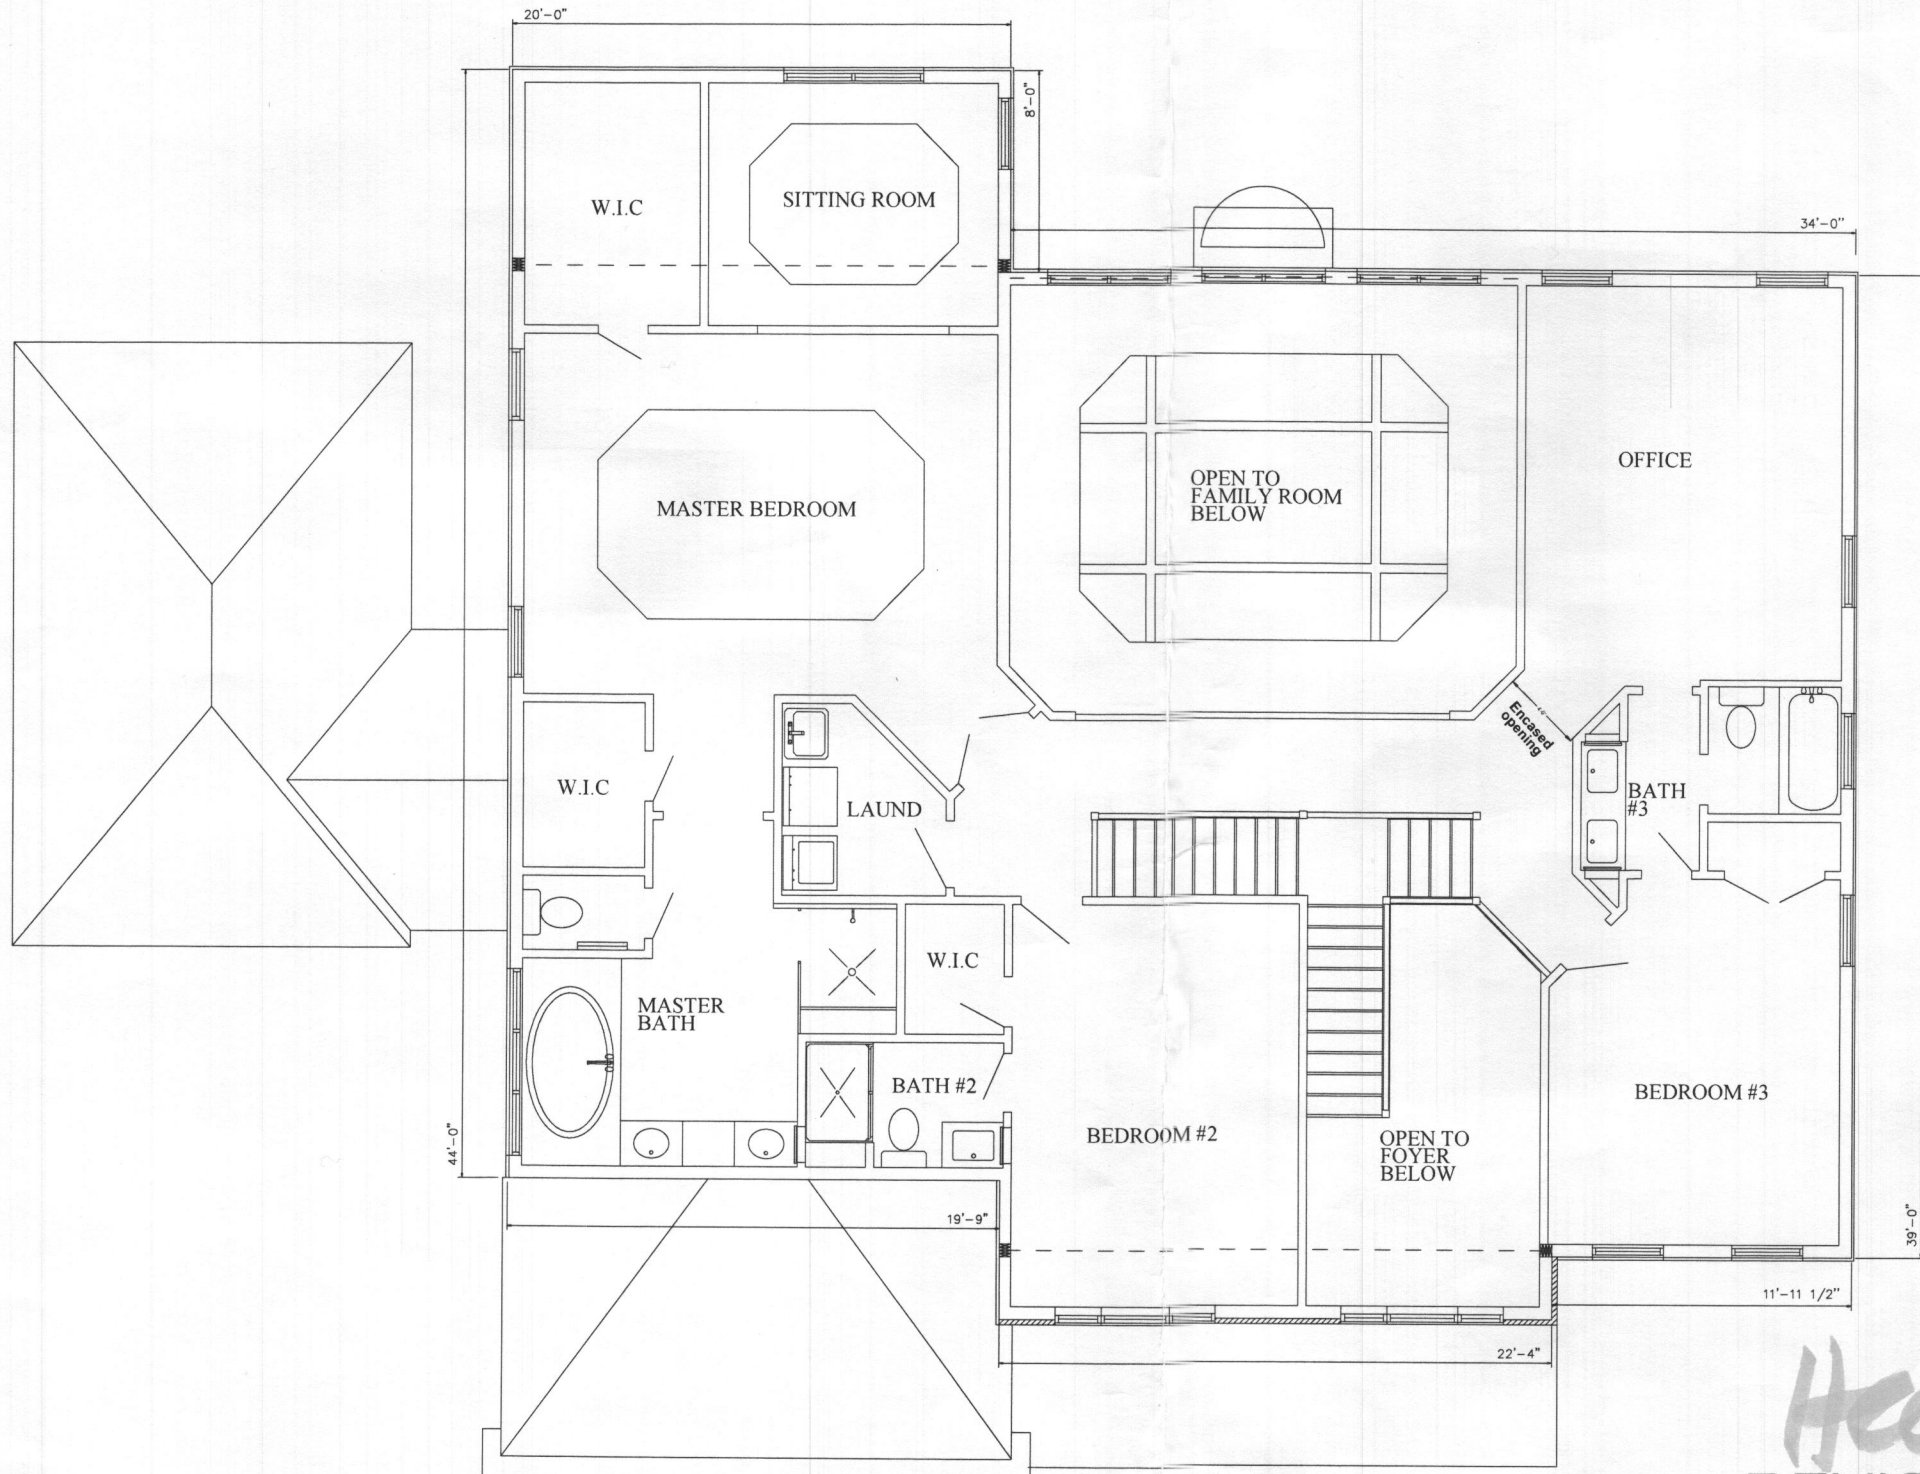 20'-0"
8'-0"
34'-0"
W.I.C
SITTING ROOM
MASTER BEDROOM
OPEN TO
FAMILY ROOM
BELOW
OFFICE
Encased
opening
W.I.C
LAUND
BATH
#3
W.I.C
MASTER
BATH
BATH #2
BEDROOM #2
BEDROOM #3
OPEN TO
FOYER
BELOW
44'-0"
19'-9"
39'-0"
11'-11 1/2"
22'-4"